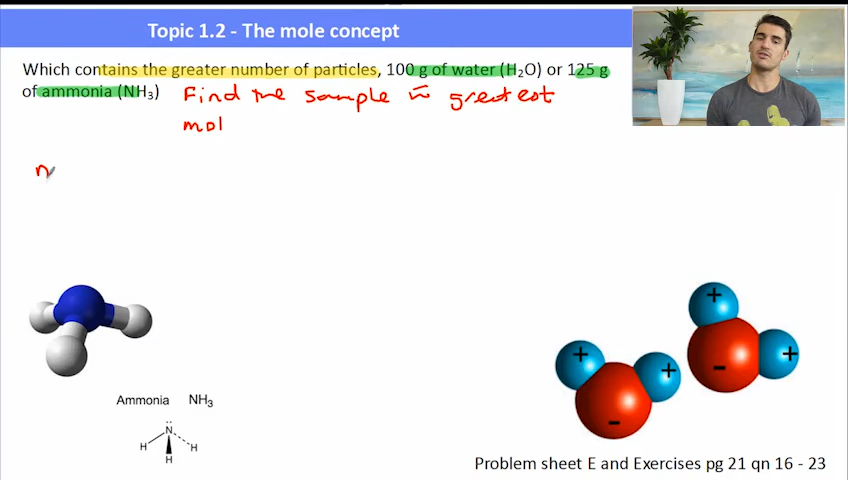 Topic 1.2 - The mole concept
Which contains the greater number of particles, 100 g of water (H₂O) or 125 g
of ammonia (NH₃) Find the sample w̃ greatest
mol
n
+
+
+
+
-
-
Ammonia NH₃
N
H H
H
Problem sheet E and Exercises pg 21 qn 16 - 23